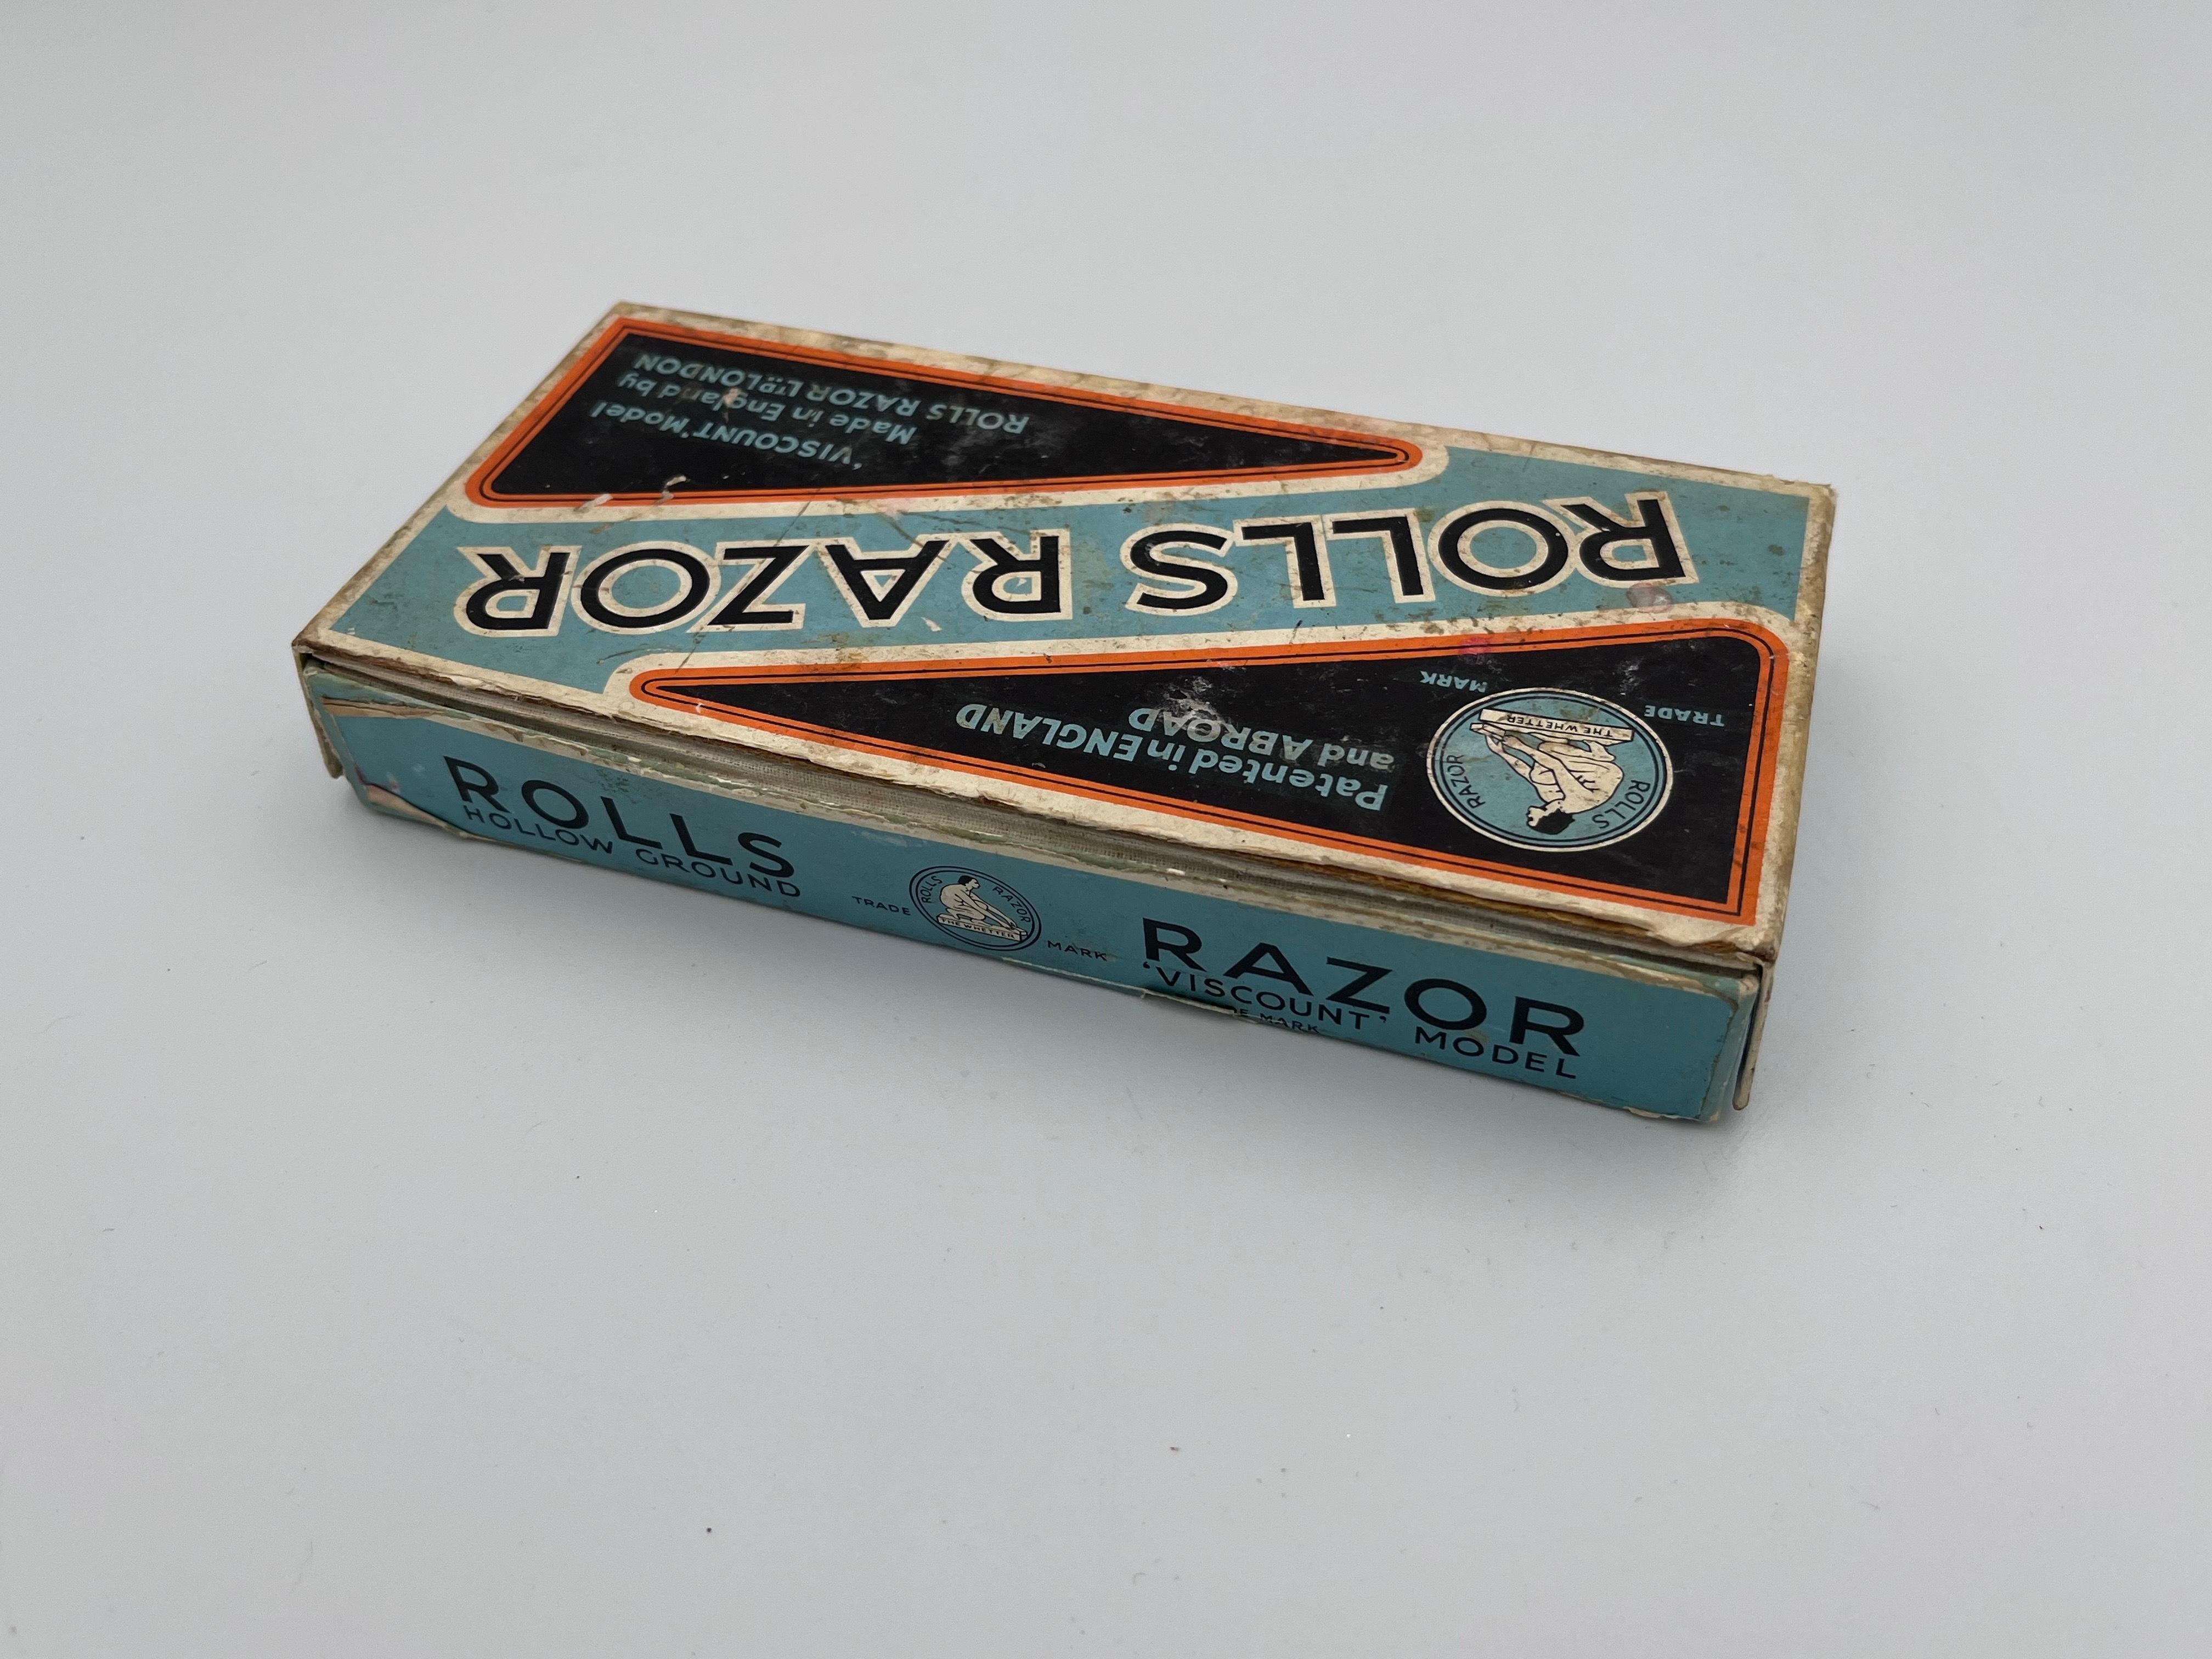 'VISCOUNT' Model
Made in England by
ROLLS RAZOR LTD LONDON
ROLLS RAZOR
Patented in ENGLAND
and ABROAD
TRADE
MARK
ROLLS RAZOR
THE WHETTER
ROLLS
HOLLOW GROUND
TRADE
ROLLS RAZOR
THE WHETTER
MARK
RAZOR
'VISCOUNT' MODEL
MARK